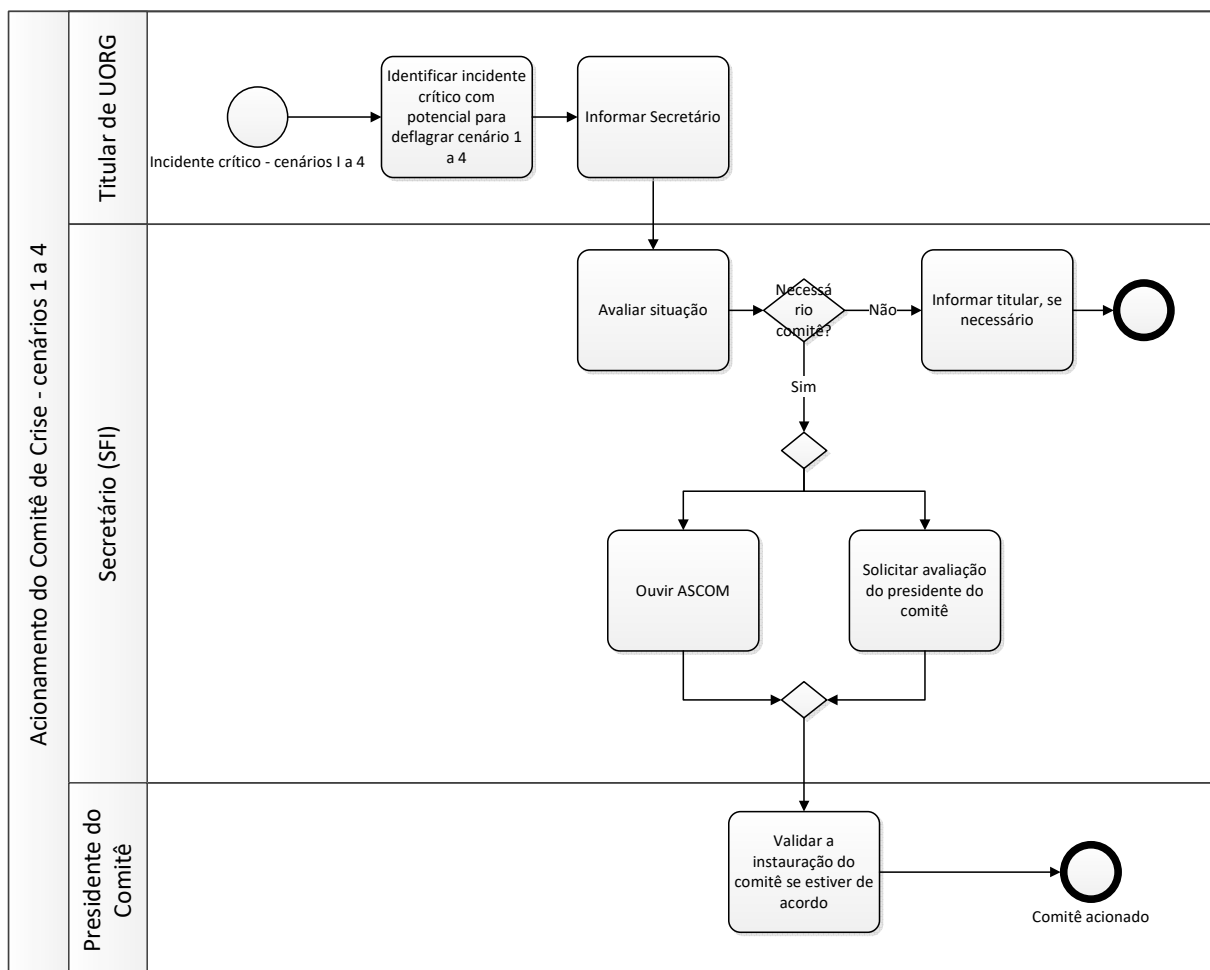 Acionamento do Comitê de Crise - cenários 1 a 4
Titular de UORG
Incidente crítico - cenários I a 4
Identificar incidente
crítico com
potencial para
deflagrar cenário 1
a 4
Informar Secretário
Secretário (SFI)
Avaliar situação
Necessá
rio
comitê?
Não
Informar titular, se
necessário
Sim
Ouvir ASCOM
Solicitar avaliação
do presidente do
comitê
Presidente do
Comitê
Validar a
instauração do
comitê se estiver de
acordo
Comitê acionado